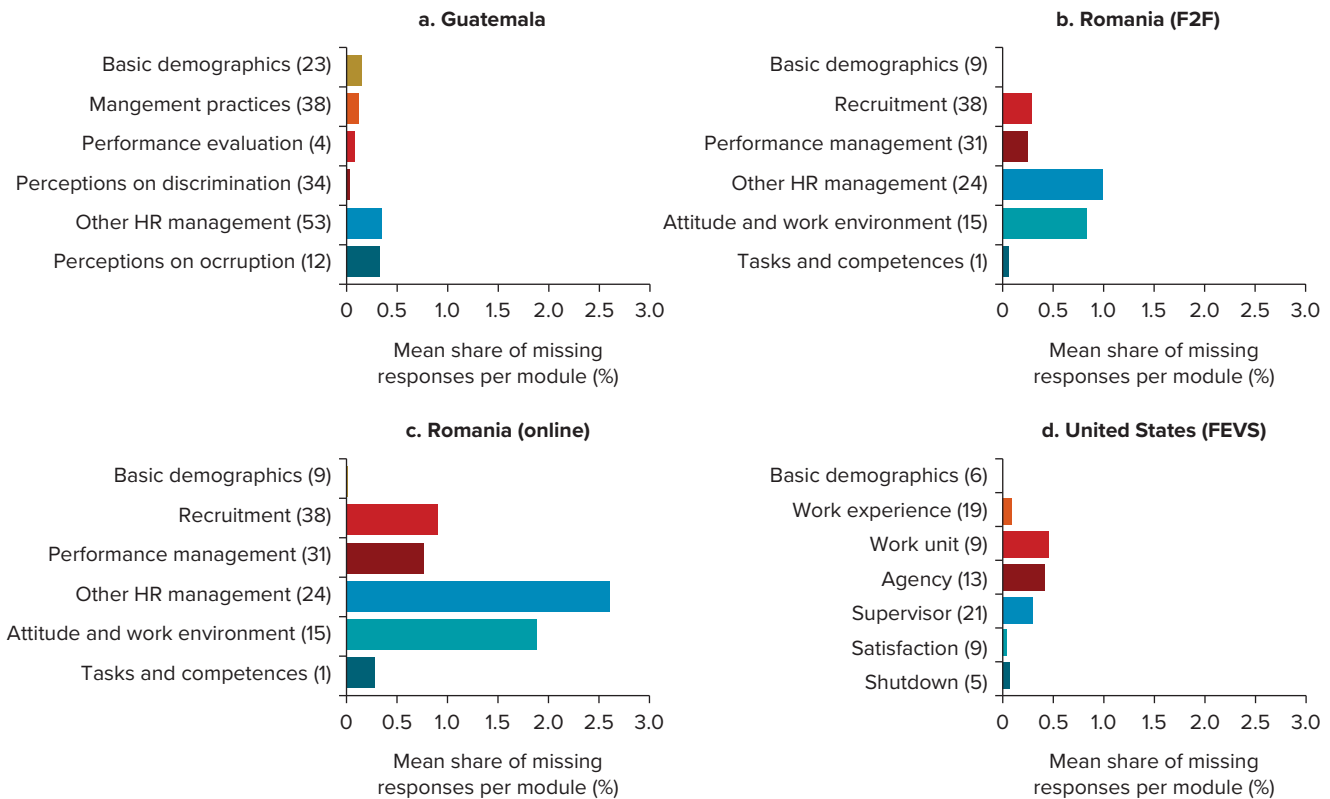 a. Guatemala
Basic demographics (23)
Mangement practices (38)
Performance evaluation (4)
Perceptions on discrimination (34)
Other HR management (53)
Perceptions on ocrruption (12)
0 0.5 1.0 1.5 2.0 2.5 3.0
Mean share of missing
responses per module (%)
b. Romania (F2F)
Basic demographics (9)
Recruitment (38)
Performance management (31)
Other HR management (24)
Attitude and work environment (15)
Tasks and competences (1)
0 0.5 1.0 1.5 2.0 2.5 3.0
Mean share of missing
responses per module (%)
c. Romania (online)
Basic demographics (9)
Recruitment (38)
Performance management (31)
Other HR management (24)
Attitude and work environment (15)
Tasks and competences (1)
0 0.5 1.0 1.5 2.0 2.5 3.0
Mean share of missing
responses per module (%)
d. United States (FEVS)
Basic demographics (6)
Work experience (19)
Work unit (9)
Agency (13)
Supervisor (21)
Satisfaction (9)
Shutdown (5)
0 0.5 1.0 1.5 2.0 2.5 3.0
Mean share of missing
responses per module (%)